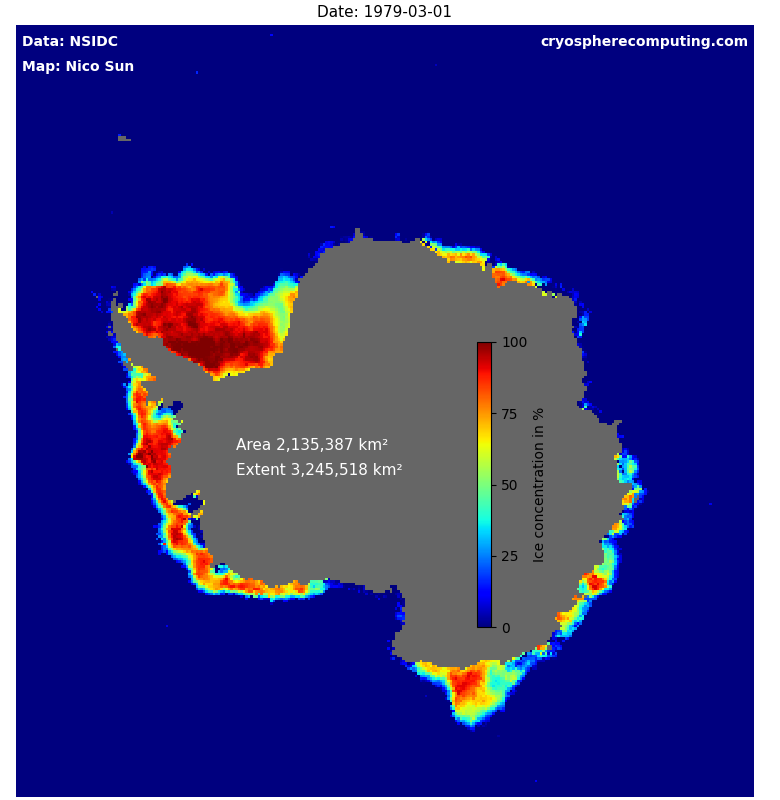 Date: 1979-03-01
Data: NSIDC
cryospherecomputing.com
Map: Nico Sun
100
75
50
25
0
Ice concentration in %
Area 2,135,387 km²
Extent 3,245,518 km²